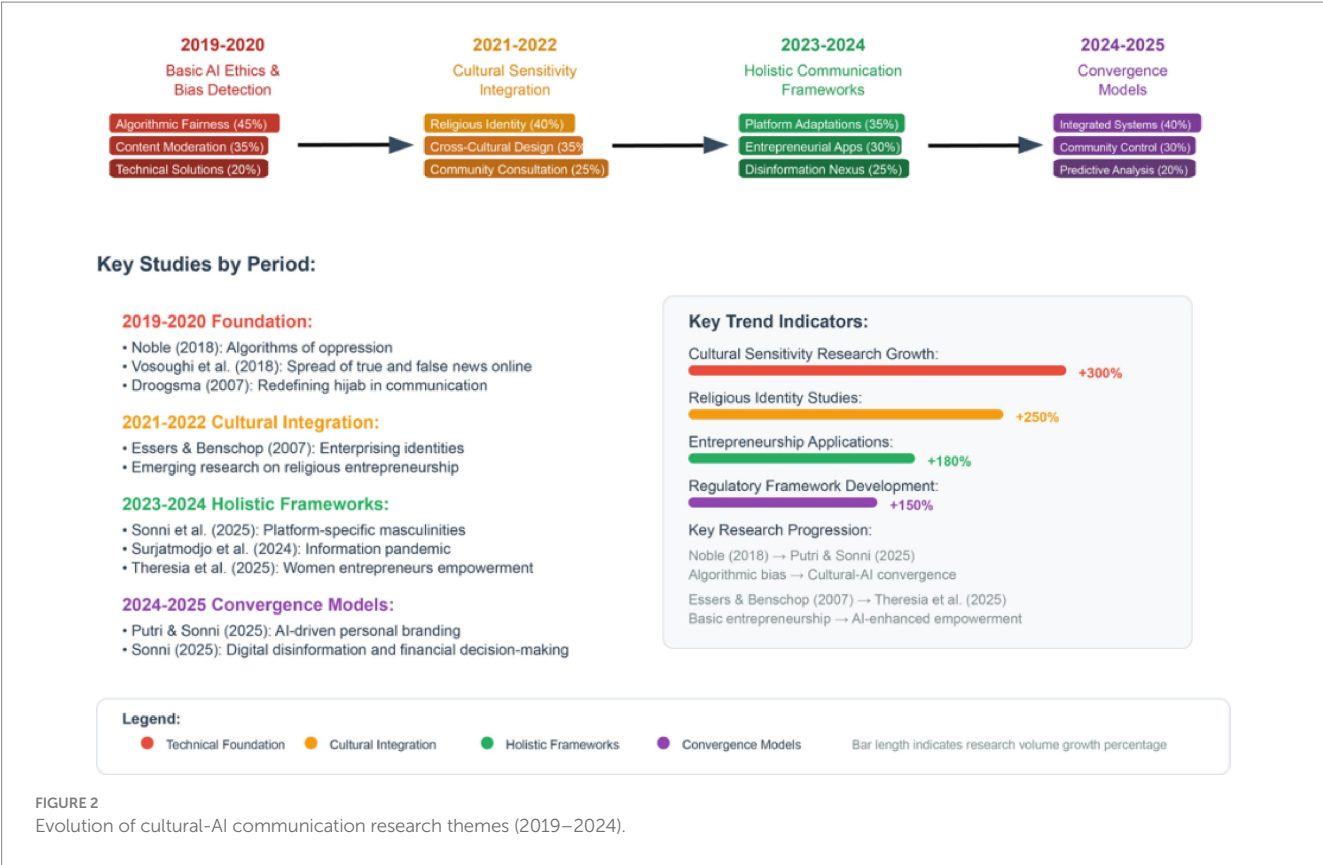 2019-2020
Basic AI Ethics &
Bias Detection
Algorithmic Fairness (45%)
Content Moderation (35%)
Technical Solutions (20%)
2021-2022
Cultural Sensitivity
Integration
Religious Identity (40%)
Cross-Cultural Design (35%
Community Consultation (25%)
2023-2024
Holistic Communication
Frameworks
Platform Adaptations (35%)
Entrepreneurial Apps (30%)
Disinformation Nexus (25%)
2024-2025
Convergence
Models
Integrated Systems (40%)
Community Control (30%)
Predictive Analysis (20%)
Key Studies by Period:
2019-2020 Foundation:
• Noble (2018): Algorithms of oppression
• Vosoughi et al. (2018): Spread of true and false news online
• Droogsma (2007): Redefining hijab in communication
2021-2022 Cultural Integration:
• Essers & Benschop (2007): Enterprising identities
• Emerging research on religious entrepreneurship
2023-2024 Holistic Frameworks:
• Sonni et al. (2025): Platform-specific masculinities
• Surjatmodjo et al. (2024): Information pandemic
• Theresia et al. (2025): Women entrepreneurs empowerment
2024-2025 Convergence Models:
• Putri & Sonni (2025): AI-driven personal branding
• Sonni (2025): Digital disinformation and financial decision-making
Key Trend Indicators:
Cultural Sensitivity Research Growth:
+300%
Religious Identity Studies:
+250%
Entrepreneurship Applications:
+180%
Regulatory Framework Development:
+150%
Key Research Progression:
Noble (2018) → Putri & Sonni (2025)
Algorithmic bias → Cultural-AI convergence
Essers & Benschop (2007) → Theresia et al. (2025)
Basic entrepreneurship → AI-enhanced empowerment
Legend:
Technical Foundation
Cultural Integration
Holistic Frameworks
Convergence Models
Bar length indicates research volume growth percentage
FIGURE 2
Evolution of cultural-AI communication research themes (2019–2024).